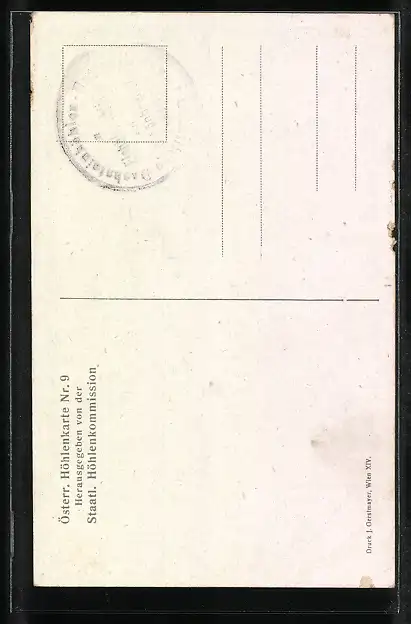 Österr. Höhlenkarte Nr. 9
Herausgegeben von der
Staatl. Höhlenkommission
Druck J. Gerstmayer, Wien XIV.